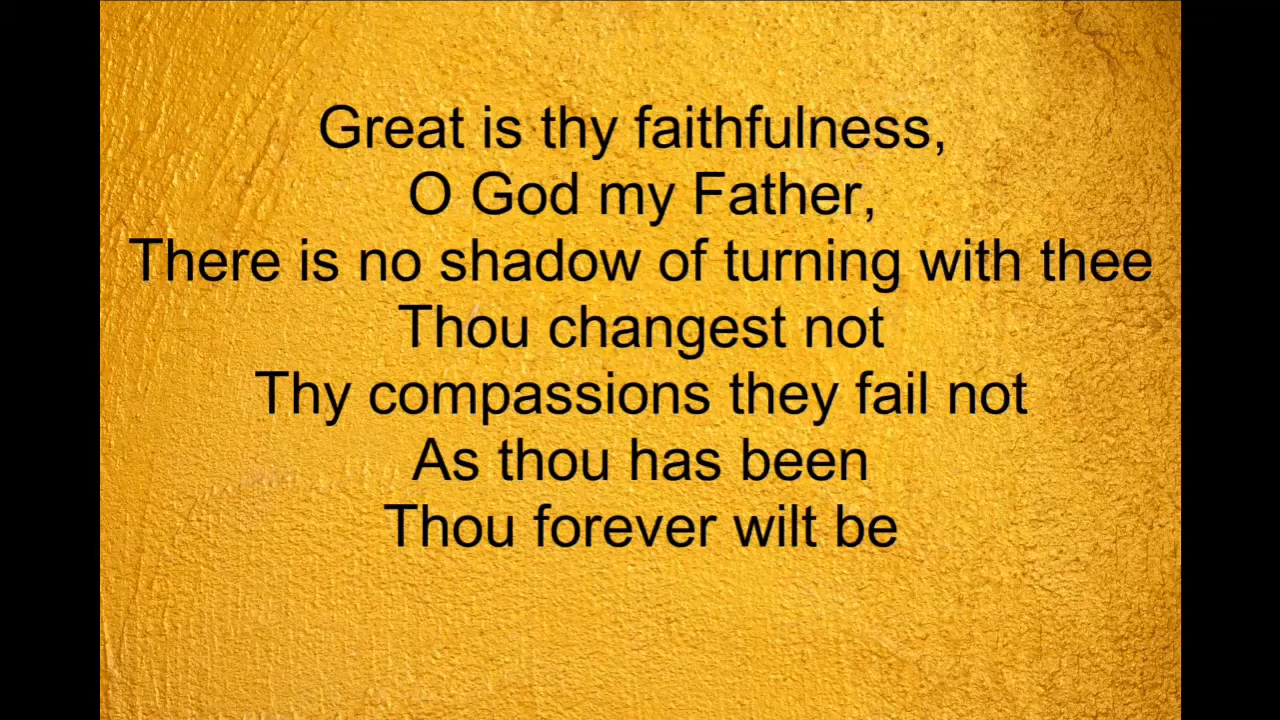 Great is thy faithfulness,
O God my Father,
There is no shadow of turning with thee
Thou changest not
Thy compassions they fail not
As thou has been
Thou forever wilt be